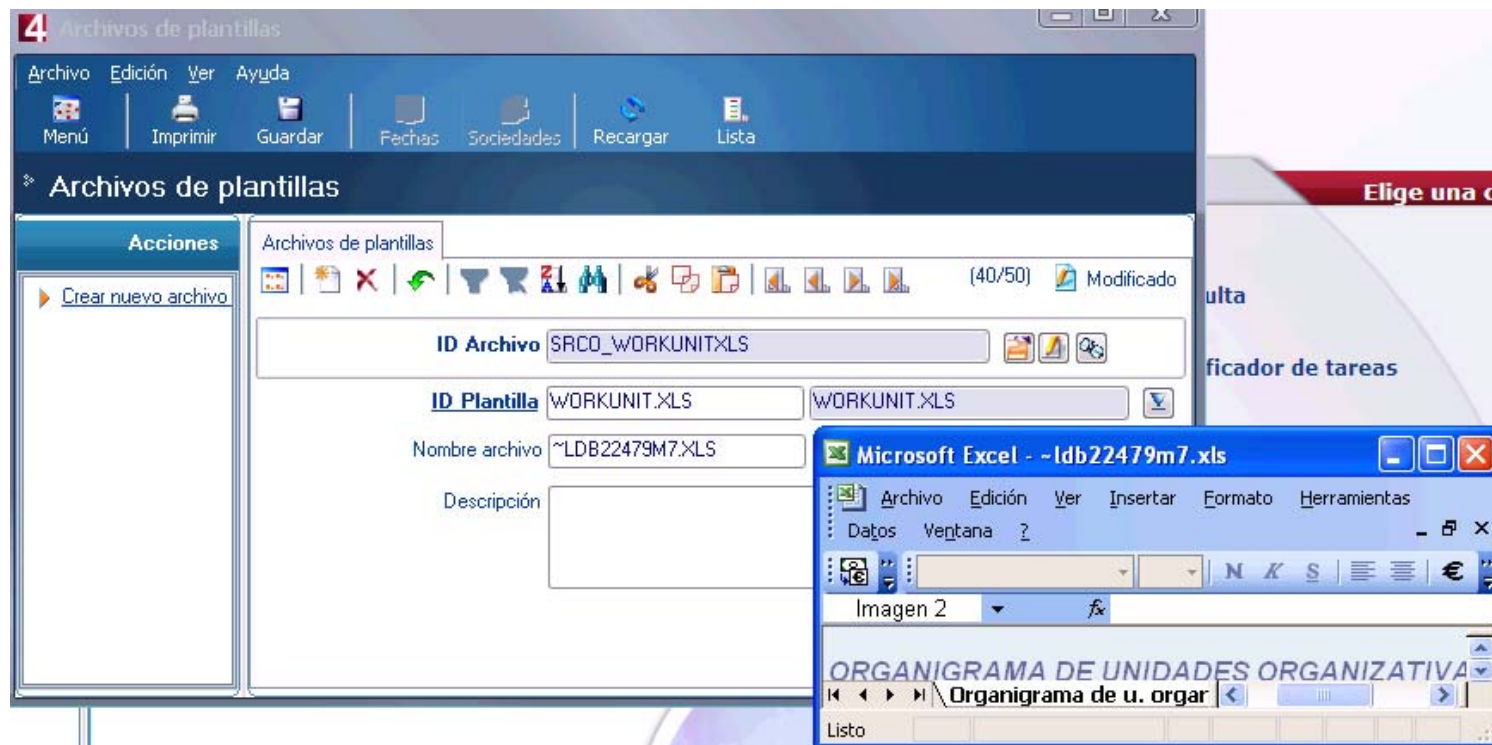 4 Archivos de plantillas
Archivo Edición Ver Ayuda
Menú Imprimir Guardar Fechas Sociedades Recargar Lista
Archivos de plantillas
Elige una
Acciones
Crear nuevo archivo
Archivos de plantillas
(40/50) Modificado
ulta
ID Archivo SRCO_WORKUNITXLS
ficador de tareas
ID Plantilla WORKUNIT.XLS WORKUNIT.XLS
Nombre archivo ~LDB22479M7.XLS
Descripción
Microsoft Excel - ~ldb22479m7.xls
Archivo Edición Ver Insertar Formato Herramientas
Datos Ventana ?
N K S €
Imagen 2 fx
ORGANIGRAMA DE UNIDADES ORGANIZATIVA
Organigrama de u. orgar
Listo